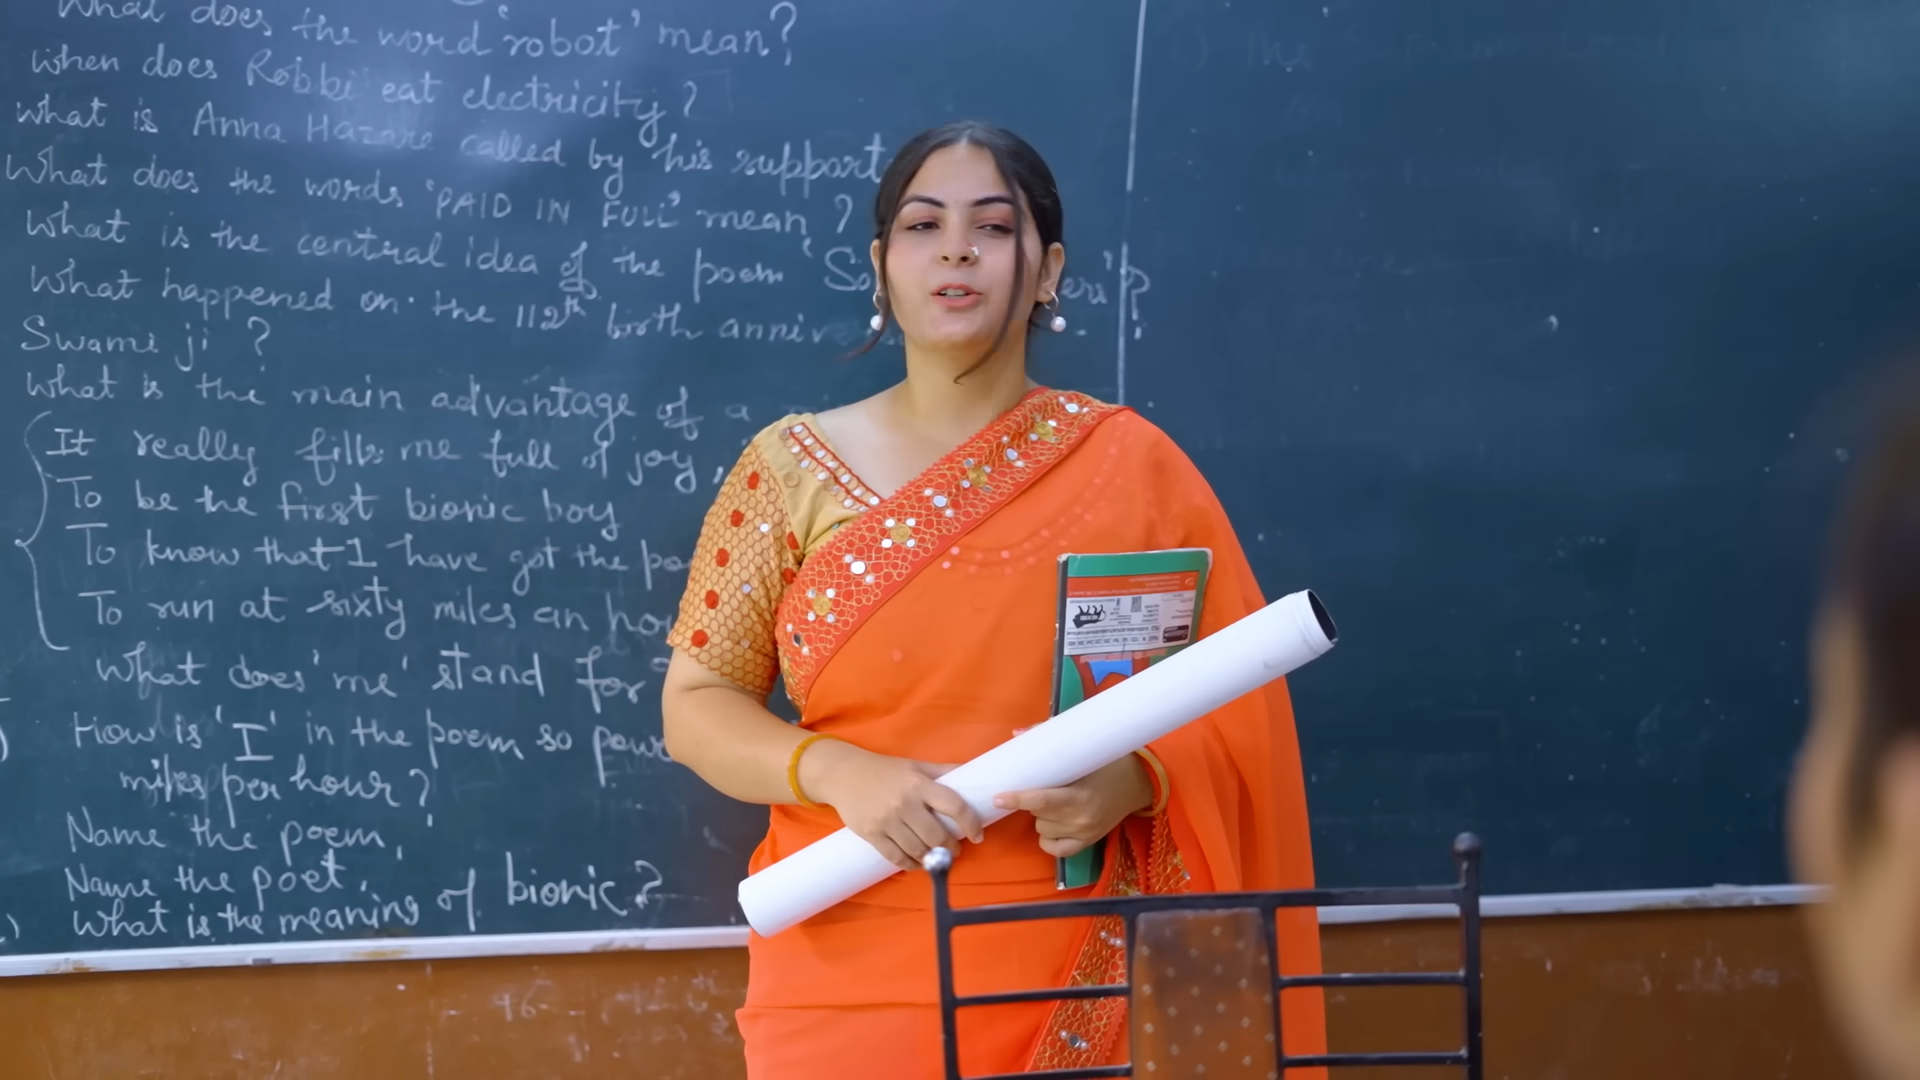 What does the word 'robot' mean?
When does Robbi eat electricity?
What is Anna Hazare called by his support
What does the words 'PAID IN FULL' mean?
What is the central idea of the poem 'So ers'?
What happened on the 112th birth annivers
Swami ji ?
What is the main advantage of a
It really fills me full of joy,
To be the first bionic boy
To know that I have got the po
To run at sixty miles an hou
What does 'me' stand for
How is 'I' in the poem so powe
miles per hour?
Name the poem.
Name the poet.
What is the meaning of bionic?